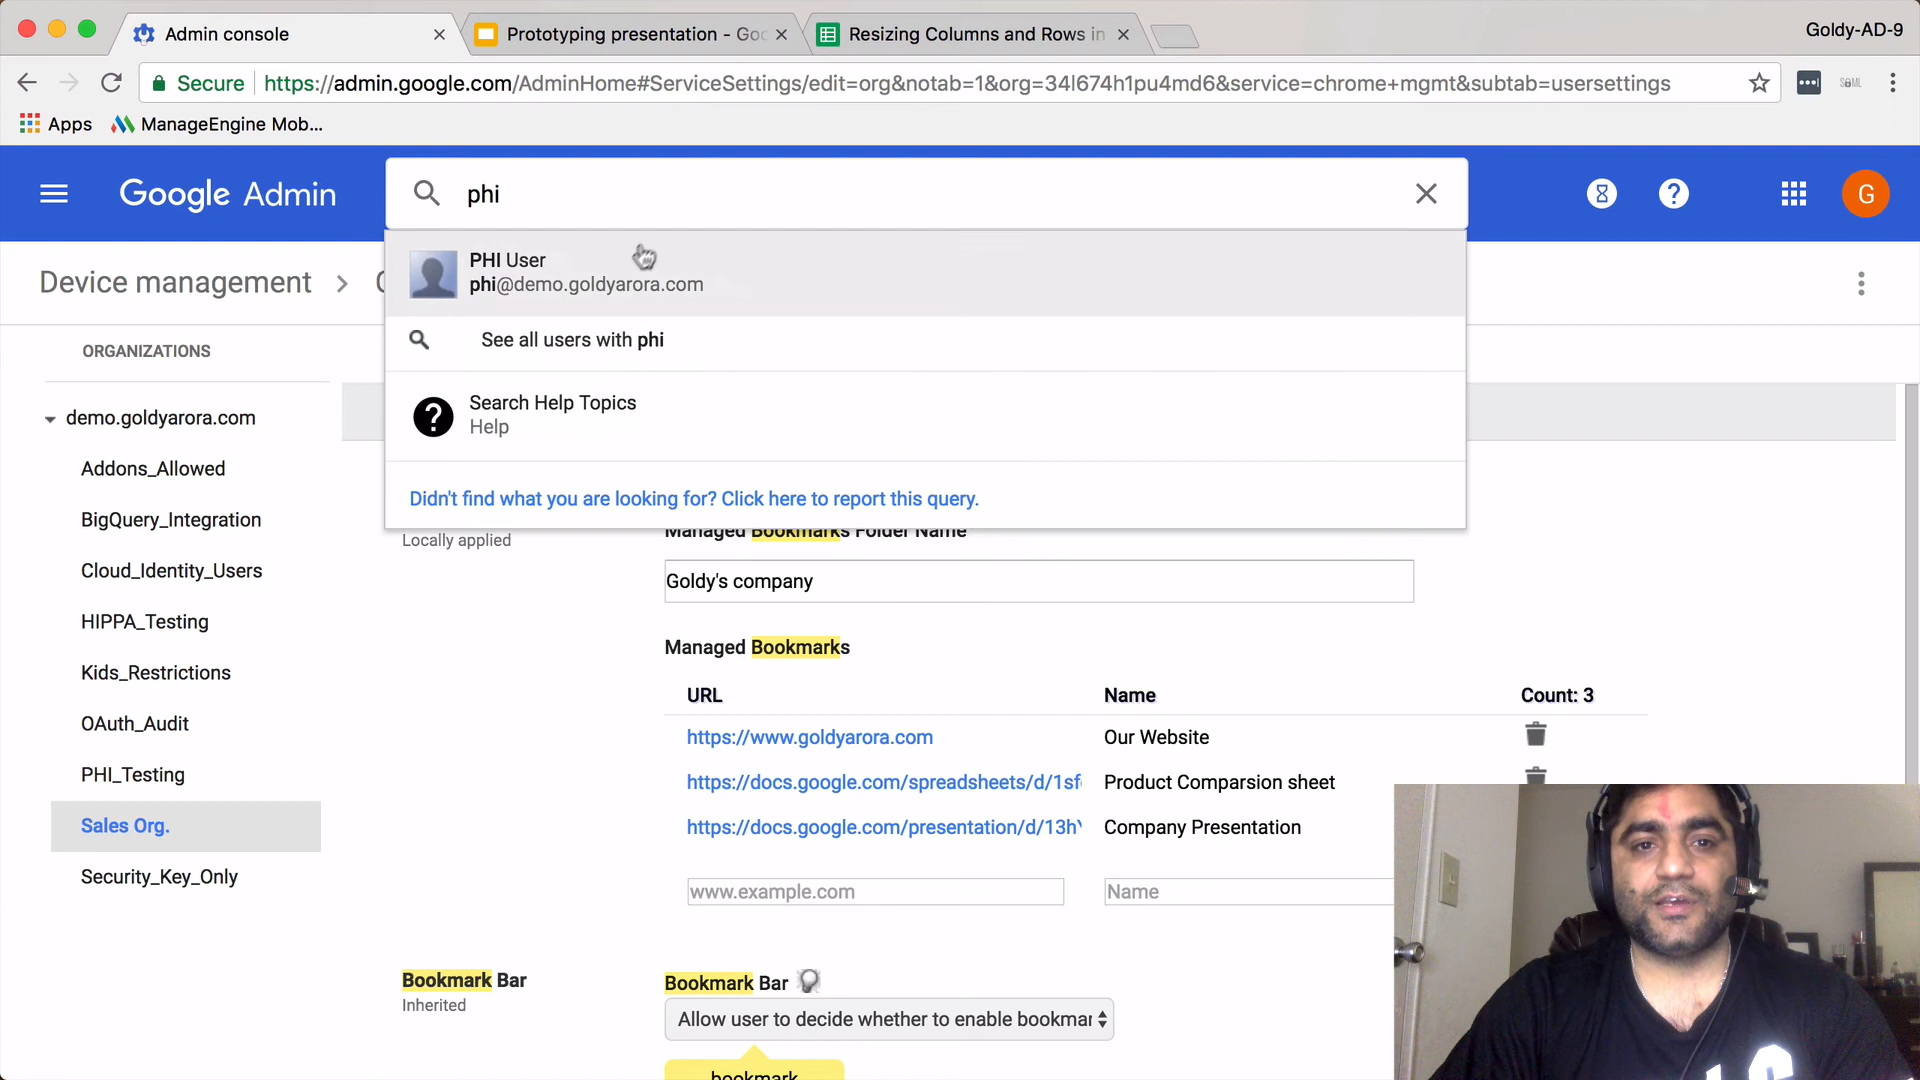 Admin console
Prototyping presentation - Goo
Resizing Columns and Rows in
Goldy-AD-9
Secure
https://admin.google.com/AdminHome#ServiceSettings/edit=org&notab=1&org=34l674h1pu4md6&service=chrome+mgmt&subtab=usersettings
SAML
Apps
ManageEngine Mob...
Google Admin
phi
G
PHI User
phi@demo.goldyarora.com
Device management
See all users with phi
Search Help Topics
Help
Didn't find what you are looking for? Click here to report this query.
ORGANIZATIONS
demo.goldyarora.com
Addons_Allowed
BigQuery_Integration
Cloud_Identity_Users
HIPPA_Testing
Kids_Restrictions
OAuth_Audit
PHI_Testing
Sales Org.
Security_Key_Only
Locally applied
Managed Bookmarks Folder Name
Goldy's company
Managed Bookmarks
URL Name Count: 3
https://www.goldyarora.com Our Website
https://docs.google.com/spreadsheets/d/1sf Product Comparsion sheet
https://docs.google.com/presentation/d/13h Company Presentation
www.example.com Name
Bookmark Bar
Inherited
Bookmark Bar
Allow user to decide whether to enable bookmar
bookmark